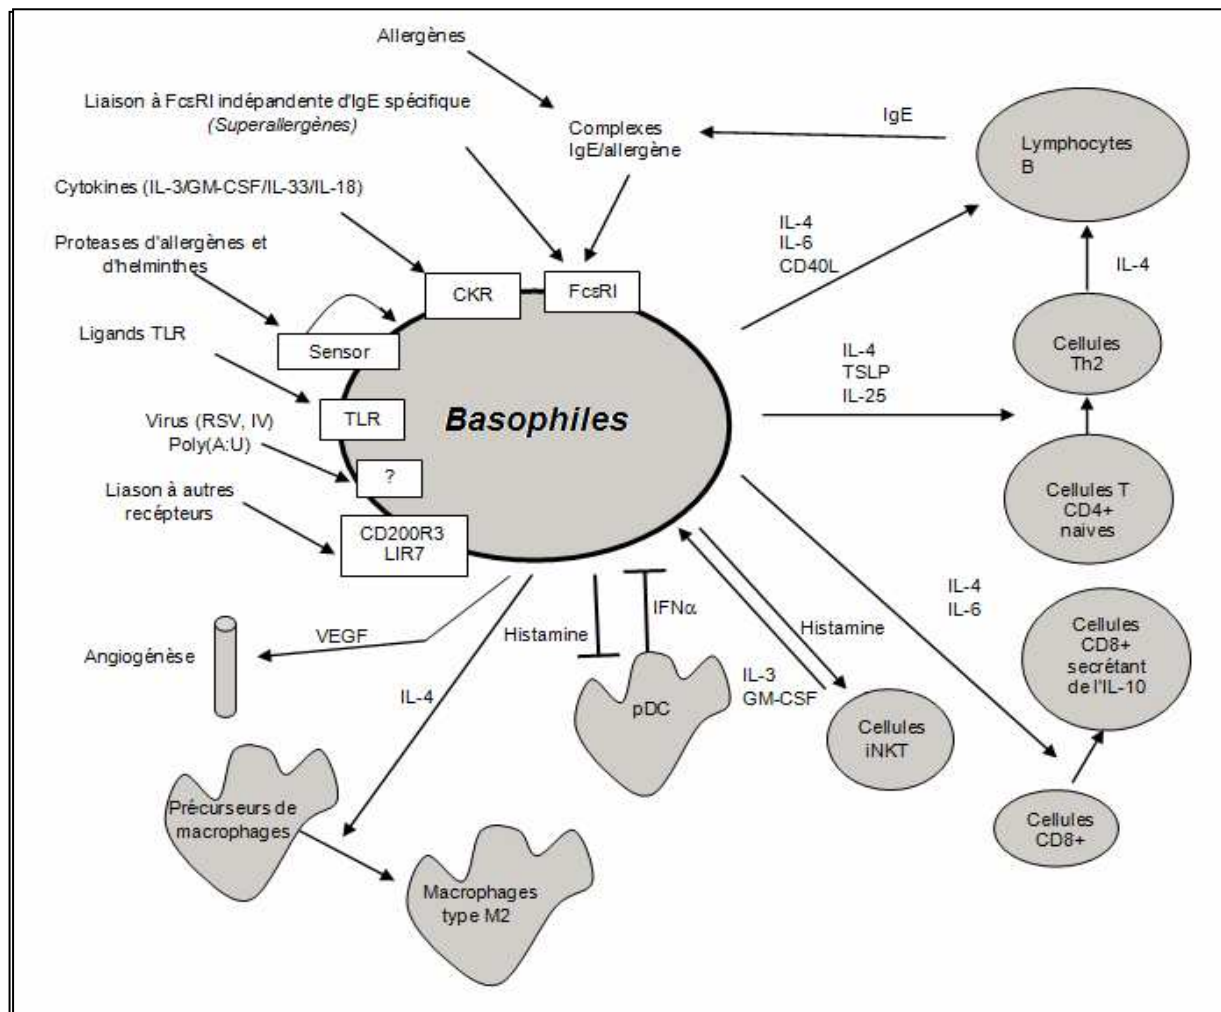 Allergènes
Liaison à FcεRI indépandente d'IgE spécifique
(Superallergènes)
Complexes
IgE/allergène
IgE
Lymphocytes
B
Cytokines (IL-3/GM-CSF/IL-33/IL-18)
IL-4
IL-6
CD40L
Proteases d'allergènes et
d'helminthes
IL-4
CKR
FcεRI
Ligands TLR
Sensor
IL-4
TSLP
IL-25
Cellules
Th2
TLR
Basophiles
Virus (RSV, IV)
Poly(A:U)
?
Liason à autres
recépteurs
CD200R3
LIR7
Cellules T
CD4+
naives
IL-4
IL-6
IFNα
Histamine
VEGF
Histamine
Angiogénèse
Cellules
CD8+
secrétant
de l'IL-10
IL-4
IL-3
GM-CSF
pDC
Cellules
iNKT
Précurseurs de
macrophages
Cellules
CD8+
Macrophages
type M2